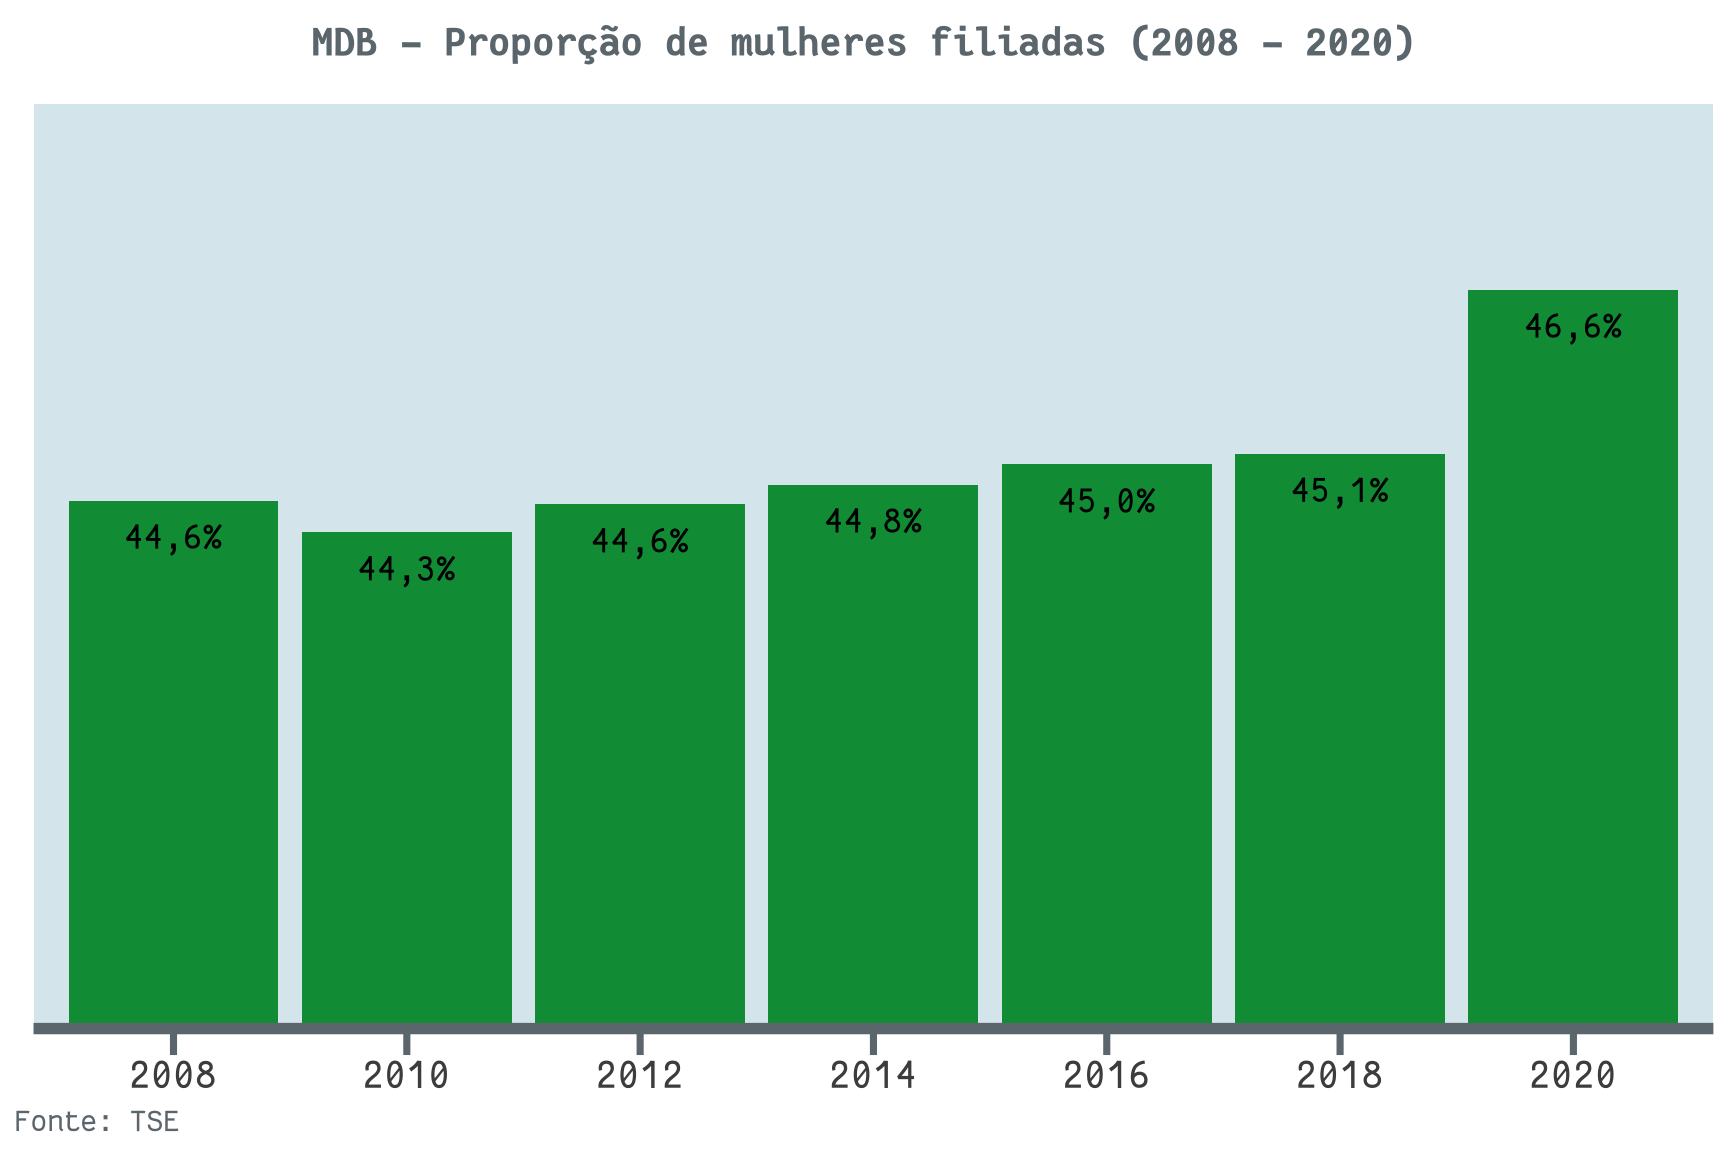 MDB – Proporção de mulheres filiadas (2008 – 2020)
46,6%
45,1%
45,0%
44,8%
44,6%
44,6%
44,3%
2008 2010 2012 2014 2016 2018 2020
Fonte: TSE